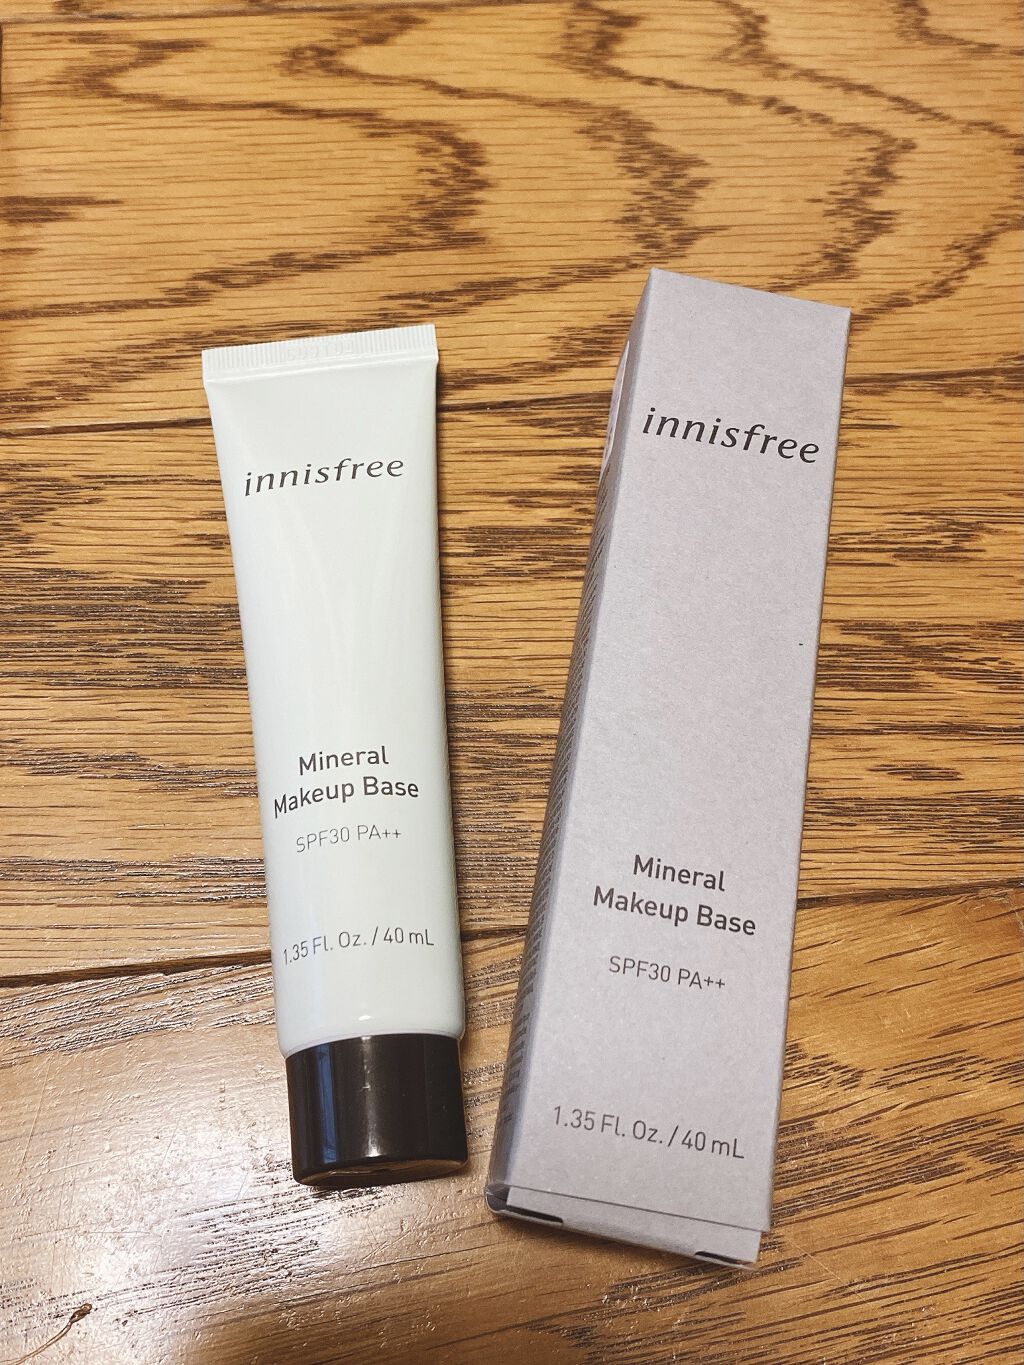 innisfree
Mineral
Makeup Base
SPF30 PA++
1.35 Fl. Oz. / 40 mL
innisfree
Mineral
Makeup Base
SPF30 PA++
1.35 Fl. Oz. / 40 mL